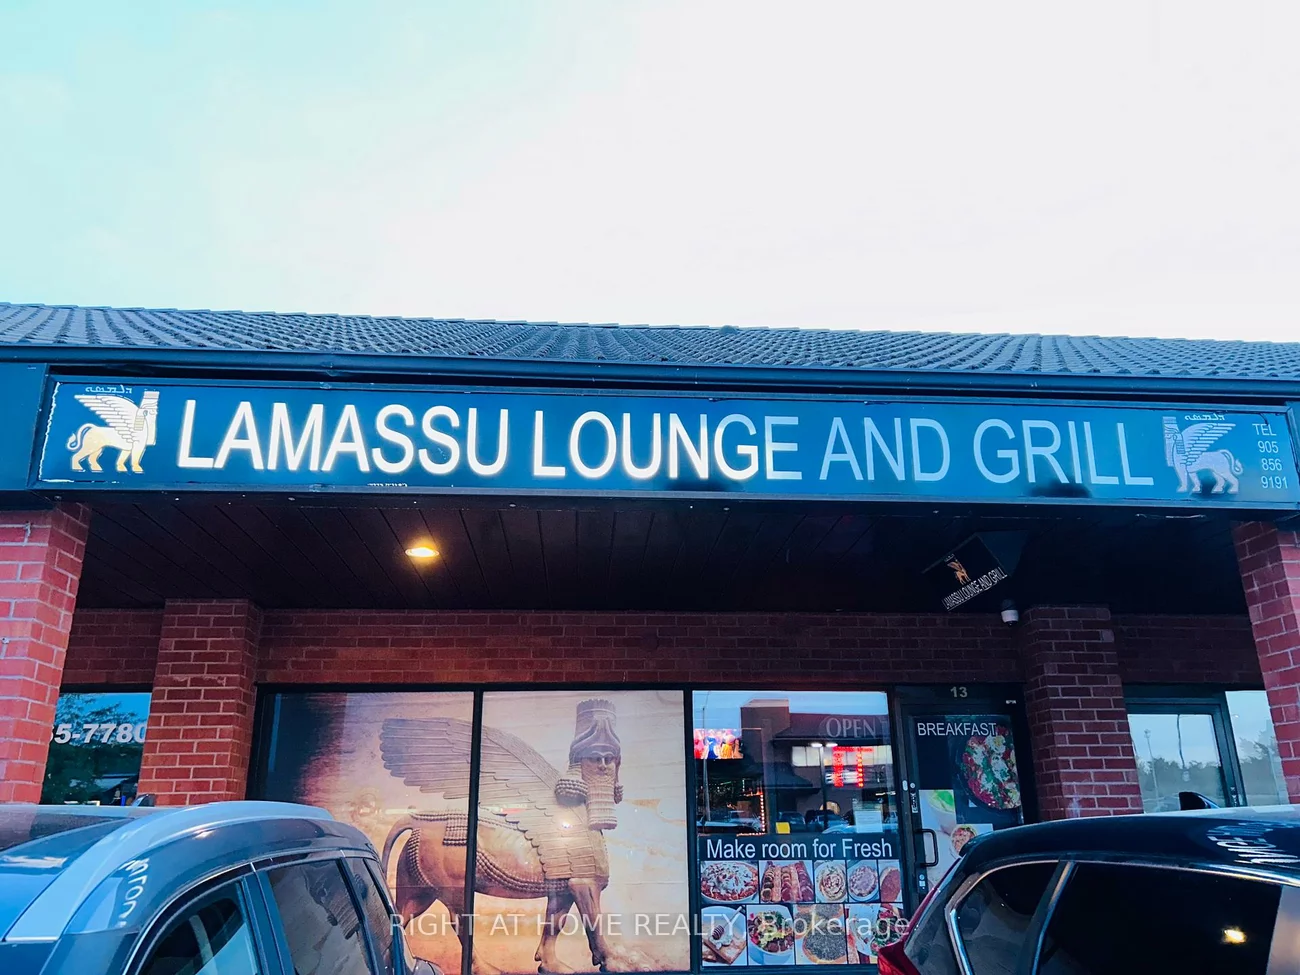 LAMASSU LOUNGE AND GRILL
TEL
905
856
9191
LAMASSU LOUNGE AND GRILL
13
5-7780
OPEN
BREAKFAST
Make room for Fresh
RIGHT AT HOME REALTY, Brokerage